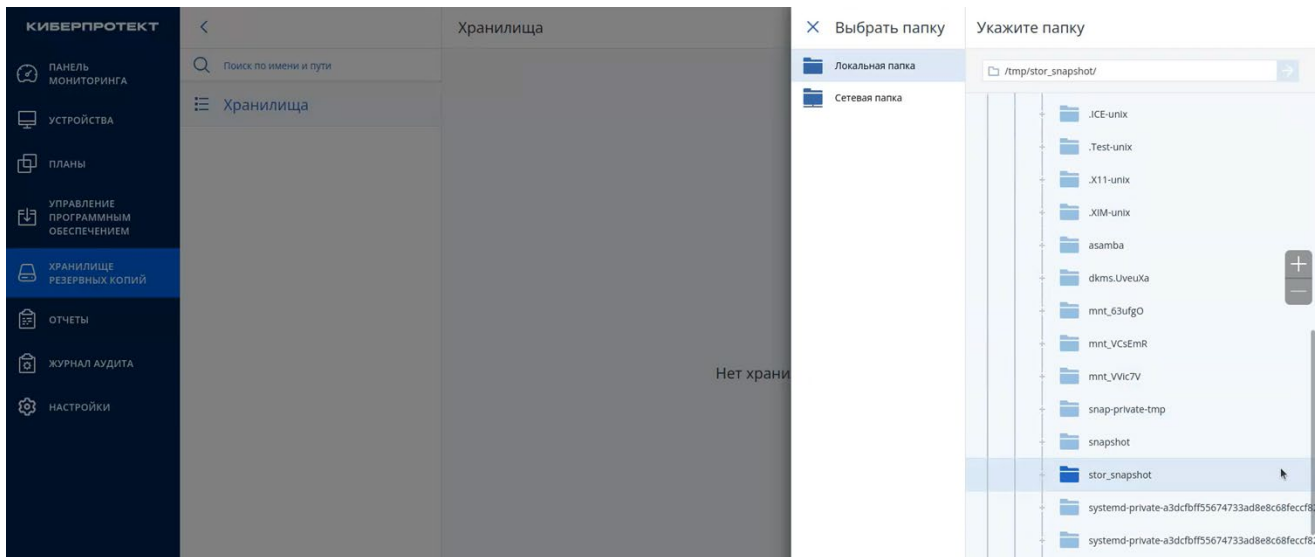 КИБЕРПРОТЕКТ
ПАНЕЛЬ
МОНИТОРИНГА
УСТРОЙСТВА
ПЛАНЫ
УПРАВЛЕНИЕ
ПРОГРАММНЫМ
ОБЕСПЕЧЕНИЕМ
ХРАНИЛИЩЕ
РЕЗЕРВНЫХ КОПИЙ
ОТЧЕТЫ
ЖУРНАЛ АУДИТА
НАСТРОЙКИ
Поиск по имени и пути
Хранилища
Хранилища
Нет храни
Выбрать папку
Локальная папка
Сетевая папка
Укажите папку
/tmp/stor_snapshot/
.ICE-unix
.Test-unix
.X11-unix
.XIM-unix
asamba
dkms.UveuXa
mnt_63ufgO
mnt_VCsEmR
mnt_VVic7V
snap-private-tmp
snapshot
stor_snapshot
systemd-private-a3dcfbff55674733ad8e8c68feccf82
systemd-private-a3dcfbff55674733ad8e8c68feccf8